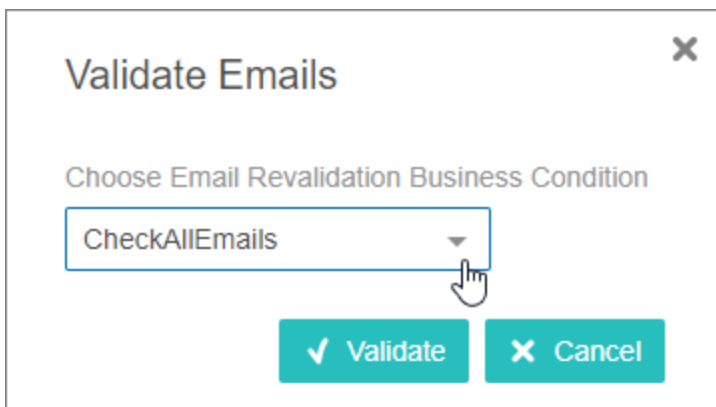 Validate Emails
Choose Email Revalidation Business Condition
CheckAllEmails
Validate
Cancel